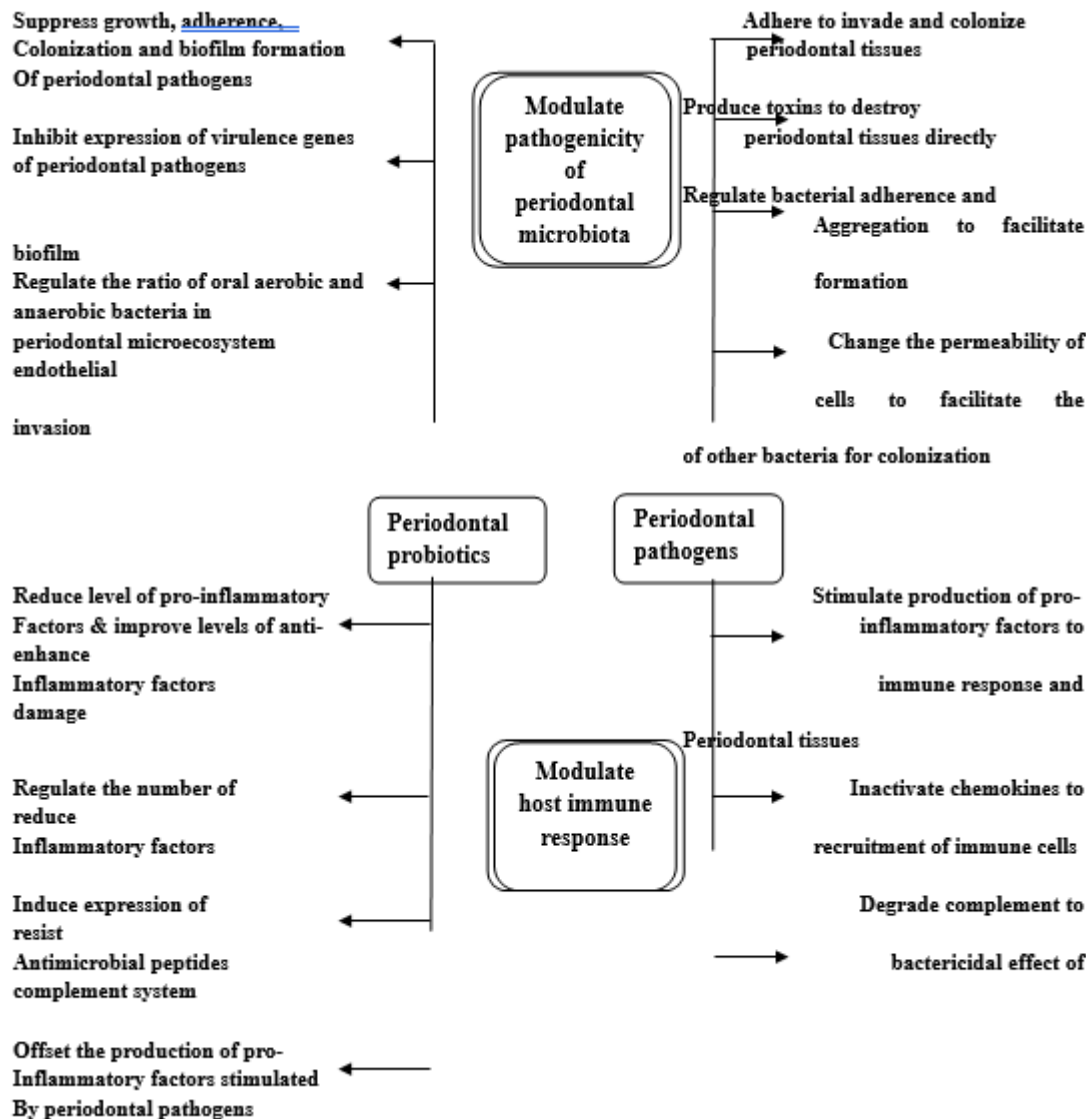 Suppress growth, adherence,
Colonization and biofilm formation
Of periodontal pathogens
Inhibit expression of virulence genes
of periodontal pathogens
biofilm
Regulate the ratio of oral aerobic and
anaerobic bacteria in
periodontal microecosystem
endothelial
invasion
Modulate
pathogenicity
of
periodontal
microbiota
Adhere to invade and colonize
periodontal tissues
Produce toxins to destroy
periodontal tissues directly
Regulate bacterial adherence and
Aggregation to facilitate
formation
Change the permeability of
cells to facilitate the
of other bacteria for colonization
Periodontal
probiotics
Periodontal
pathogens
Reduce level of pro-inflammatory
Factors & improve levels of anti-
enhance
Inflammatory factors
damage
Regulate the number of
reduce
Inflammatory factors
Induce expression of
resist
Antimicrobial peptides
complement system
Offset the production of pro-
Inflammatory factors stimulated
By periodontal pathogens
Modulate
host immune
response
Stimulate production of pro-
inflammatory factors to
immune response and
Periodontal tissues
Inactivate chemokines to
recruitment of immune cells
Degrade complement to
bactericidal effect of